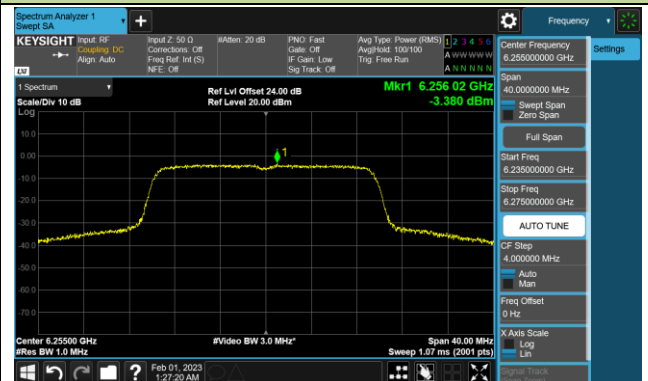 Spectrum Analyzer 1
Swept SA
Frequency
KEYSIGHT
Input: RF
Coupling: DC
Align: Auto
Input Z: 50 Ω
Corrections: Off
Freq Ref: Int (S)
NFE: Off
#Atten: 20 dB
PNO: Fast
Gate: Off
IF Gain: Low
Sig Track: Off
Avg Type: Power (RMS)
Avg|Hold: 100/100
Trig: Free Run
1 2 3 4 5 6
A W W W W W
A N N N N N
LXI
1 Spectrum
Scale/Div 10 dB
Ref Lvl Offset 24.00 dB
Ref Level 20.00 dBm
Mkr1 6.256 02 GHz
-3.380 dBm
Log
10.0
0.00
-10.0
-20.0
-30.0
-40.0
-50.0
-60.0
-70.0
1
Center 6.25500 GHz
#Res BW 1.0 MHz
#Video BW 3.0 MHz*
Span 40.00 MHz
Sweep 1.07 ms (2001 pts)
Feb 01, 2023
1:27:20 AM
Center Frequency
6.255000000 GHz
Settings
Span
40.0000000 MHz
Swept Span
Zero Span
Full Span
Start Freq
6.235000000 GHz
Stop Freq
6.275000000 GHz
AUTO TUNE
CF Step
4.000000 MHz
Auto
Man
Freq Offset
0 Hz
X Axis Scale
Log
Lin
Signal Track